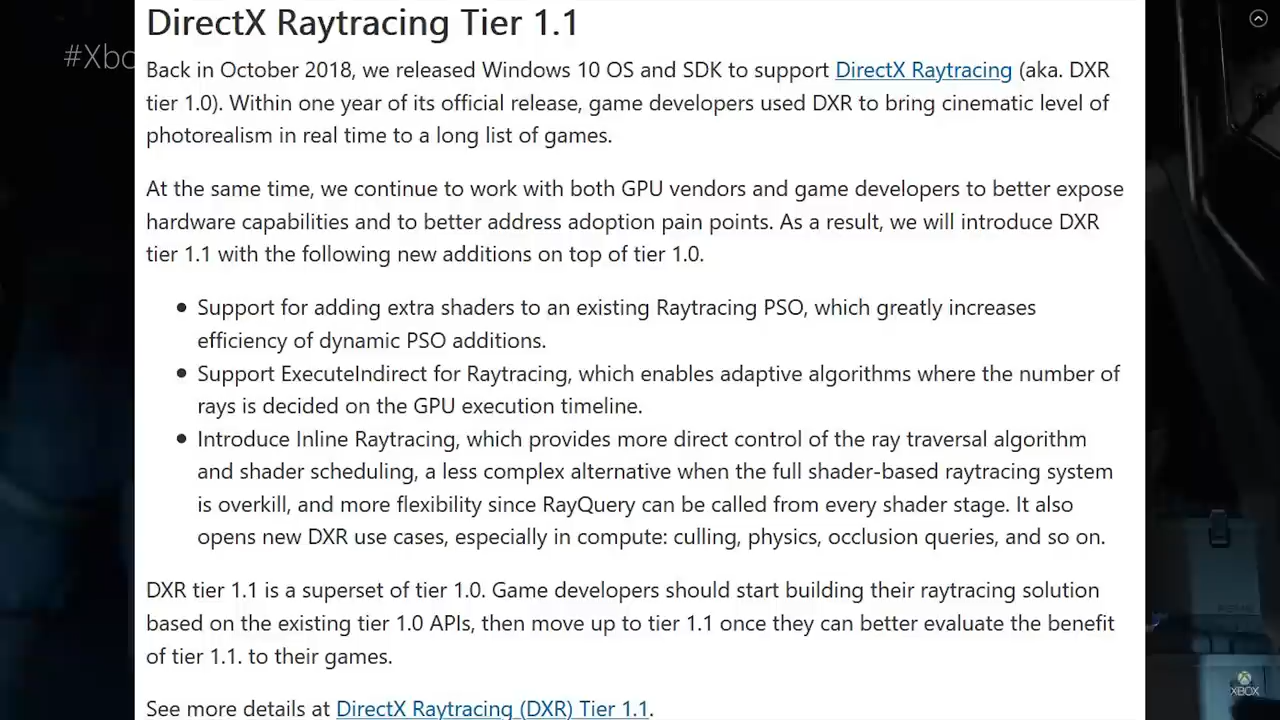 DirectX Raytracing Tier 1.1
#Xbo
Back in October 2018, we released Windows 10 OS and SDK to support DirectX Raytracing (aka. DXR
tier 1.0). Within one year of its official release, game developers used DXR to bring cinematic level of
photorealism in real time to a long list of games.
At the same time, we continue to work with both GPU vendors and game developers to better expose
hardware capabilities and to better address adoption pain points. As a result, we will introduce DXR
tier 1.1 with the following new additions on top of tier 1.0.
• Support for adding extra shaders to an existing Raytracing PSO, which greatly increases
efficiency of dynamic PSO additions.
• Support ExecuteIndirect for Raytracing, which enables adaptive algorithms where the number of
rays is decided on the GPU execution timeline.
• Introduce Inline Raytracing, which provides more direct control of the ray traversal algorithm
and shader scheduling, a less complex alternative when the full shader-based raytracing system
is overkill, and more flexibility since RayQuery can be called from every shader stage. It also
opens new DXR use cases, especially in compute: culling, physics, occlusion queries, and so on.
DXR tier 1.1 is a superset of tier 1.0. Game developers should start building their raytracing solution
based on the existing tier 1.0 APIs, then move up to tier 1.1 once they can better evaluate the benefit
of tier 1.1. to their games.
See more details at DirectX Raytracing (DXR) Tier 1.1.
XBOX